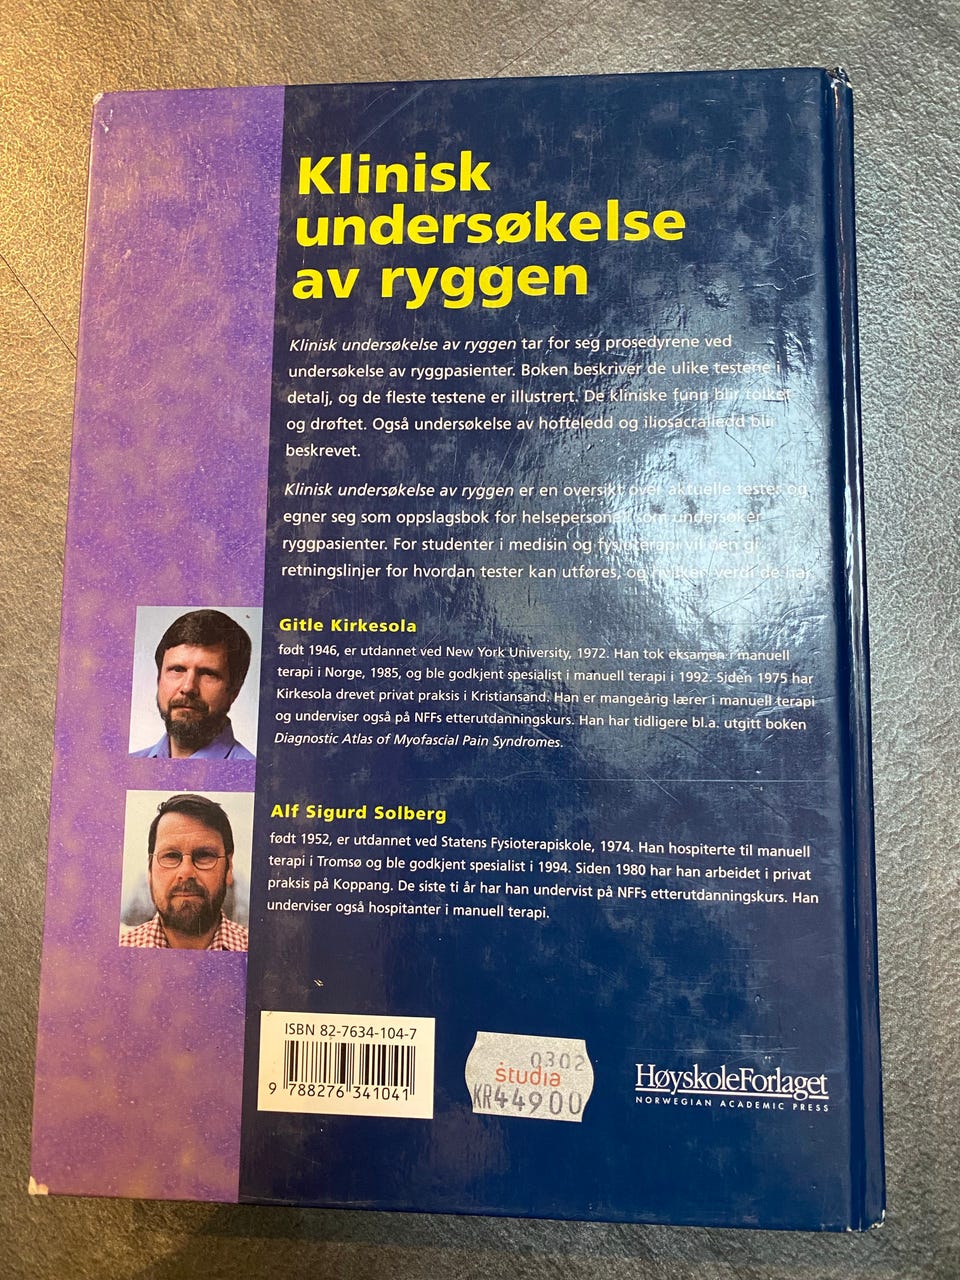 Klinisk
undersøkelse
av ryggen
Klinisk undersøkelse av ryggen tar for seg prosedyrene ved
undersøkelse av ryggpasienter. Boken beskriver de ulike testene i
detalj, og de fleste testene er illustrert. De kliniske funn blir tolket
og drøftet. Også undersøkelse av hofteledd og iliosacralledd blir
beskrevet.
Klinisk undersøkelse av ryggen er en oversikt over aktuelle tester og
egner seg som oppslagsbok for helsepersonell som undersøker
ryggpasienter. For studenter i medisin og fysioterapi vil den gi
retningslinjer for hvordan tester kan utføres, og hvilken verdi de har.
Gitle Kirkesola
født 1946, er utdannet ved New York University, 1972. Han tok eksamen i manuell
terapi i Norge, 1985, og ble godkjent spesialist i manuell terapi i 1992. Siden 1975 har
Kirkesola drevet privat praksis i Kristiansand. Han er mangeårig lærer i manuell terapi
og underviser også på NFFs etterutdanningskurs. Han har tidligere bl.a. utgitt boken
Diagnostic Atlas of Myofascial Pain Syndromes.
Alf Sigurd Solberg
født 1952, er utdannet ved Statens Fysioterapiskole, 1974. Han hospiterte til manuell
terapi i Tromsø og ble godkjent spesialist i 1994. Siden 1980 har han arbeidet i privat
praksis på Koppang. De siste ti år har han undervist på NFFs etterutdanningskurs. Han
underviser også hospitanter i manuell terapi.
ISBN 82-7634-104-7
9 788276 341041
0302
studia
KR44900
HøyskoleForlaget
NORWEGIAN ACADEMIC PRESS